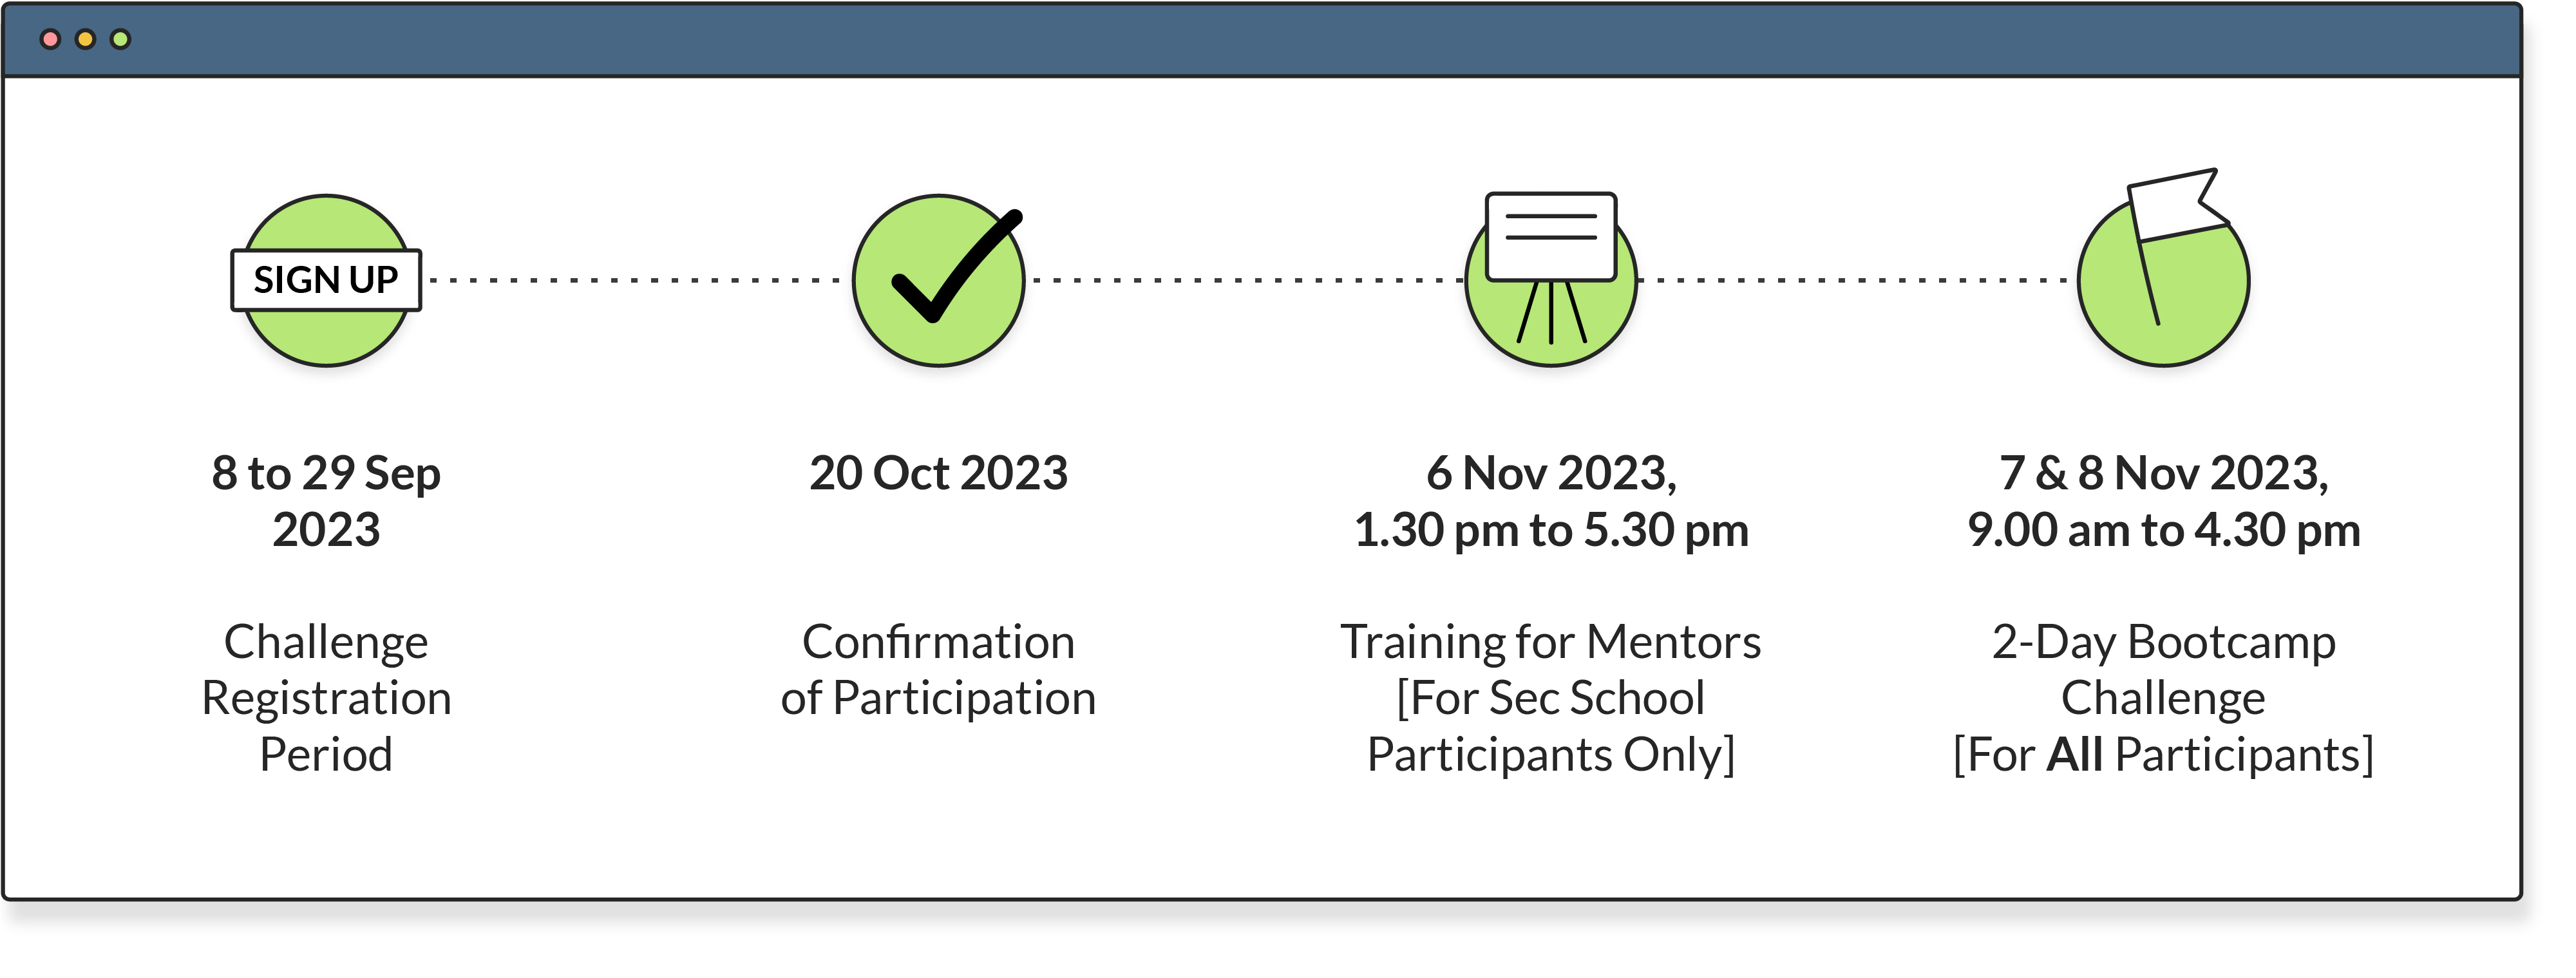 SIGN UP
8 to 29 Sep
2023
Challenge
Registration
Period
20 Oct 2023
Confirmation
of Participation
6 Nov 2023,
1.30 pm to 5.30 pm
Training for Mentors
[For Sec School
Participants Only]
7 & 8 Nov 2023,
9.00 am to 4.30 pm
2-Day Bootcamp
Challenge
[For All Participants]